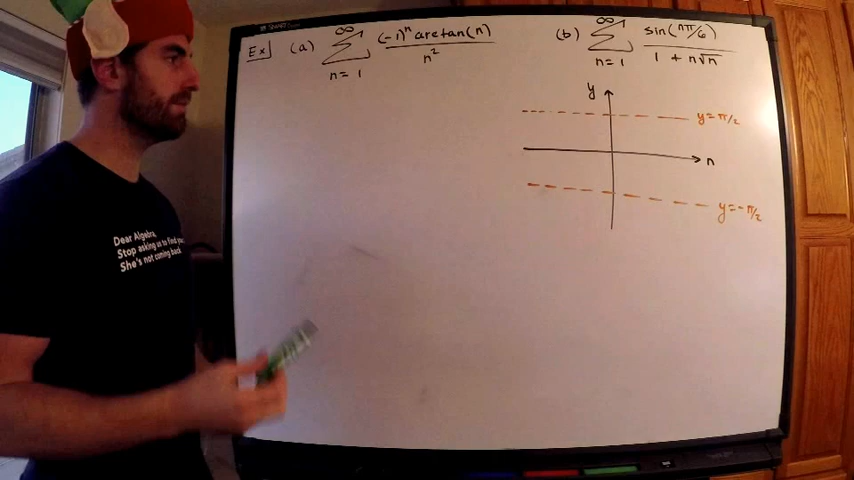 Ex (a) ∞ Σ n = 1 (-1)^n arctan(n) / n²
(b) ∞ Σ n = 1 sin(nπ/6) / 1 + n√n
y
y = π/2
n
y = -π/2
Dear Algebra,
Stop asking us to find your
She's not coming back